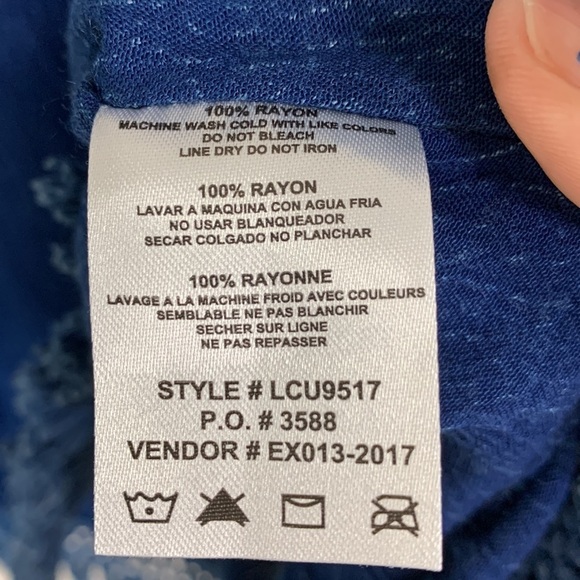 100% RAYON
MACHINE WASH COLD WITH LIKE COLORS
DO NOT BLEACH
LINE DRY DO NOT IRON
100% RAYON
LAVAR A MAQUINA CON AGUA FRIA
NO USAR BLANQUEADOR
SECAR COLGADO NO PLANCHAR
100% RAYONNE
LAVAGE A LA MACHINE FROID AVEC COULEURS
SEMBLABLE NE PAS BLANCHIR
SECHER SUR LIGNE
NE PAS REPASSER
STYLE # LCU9517
P.O. # 3588
VENDOR # EX013-2017